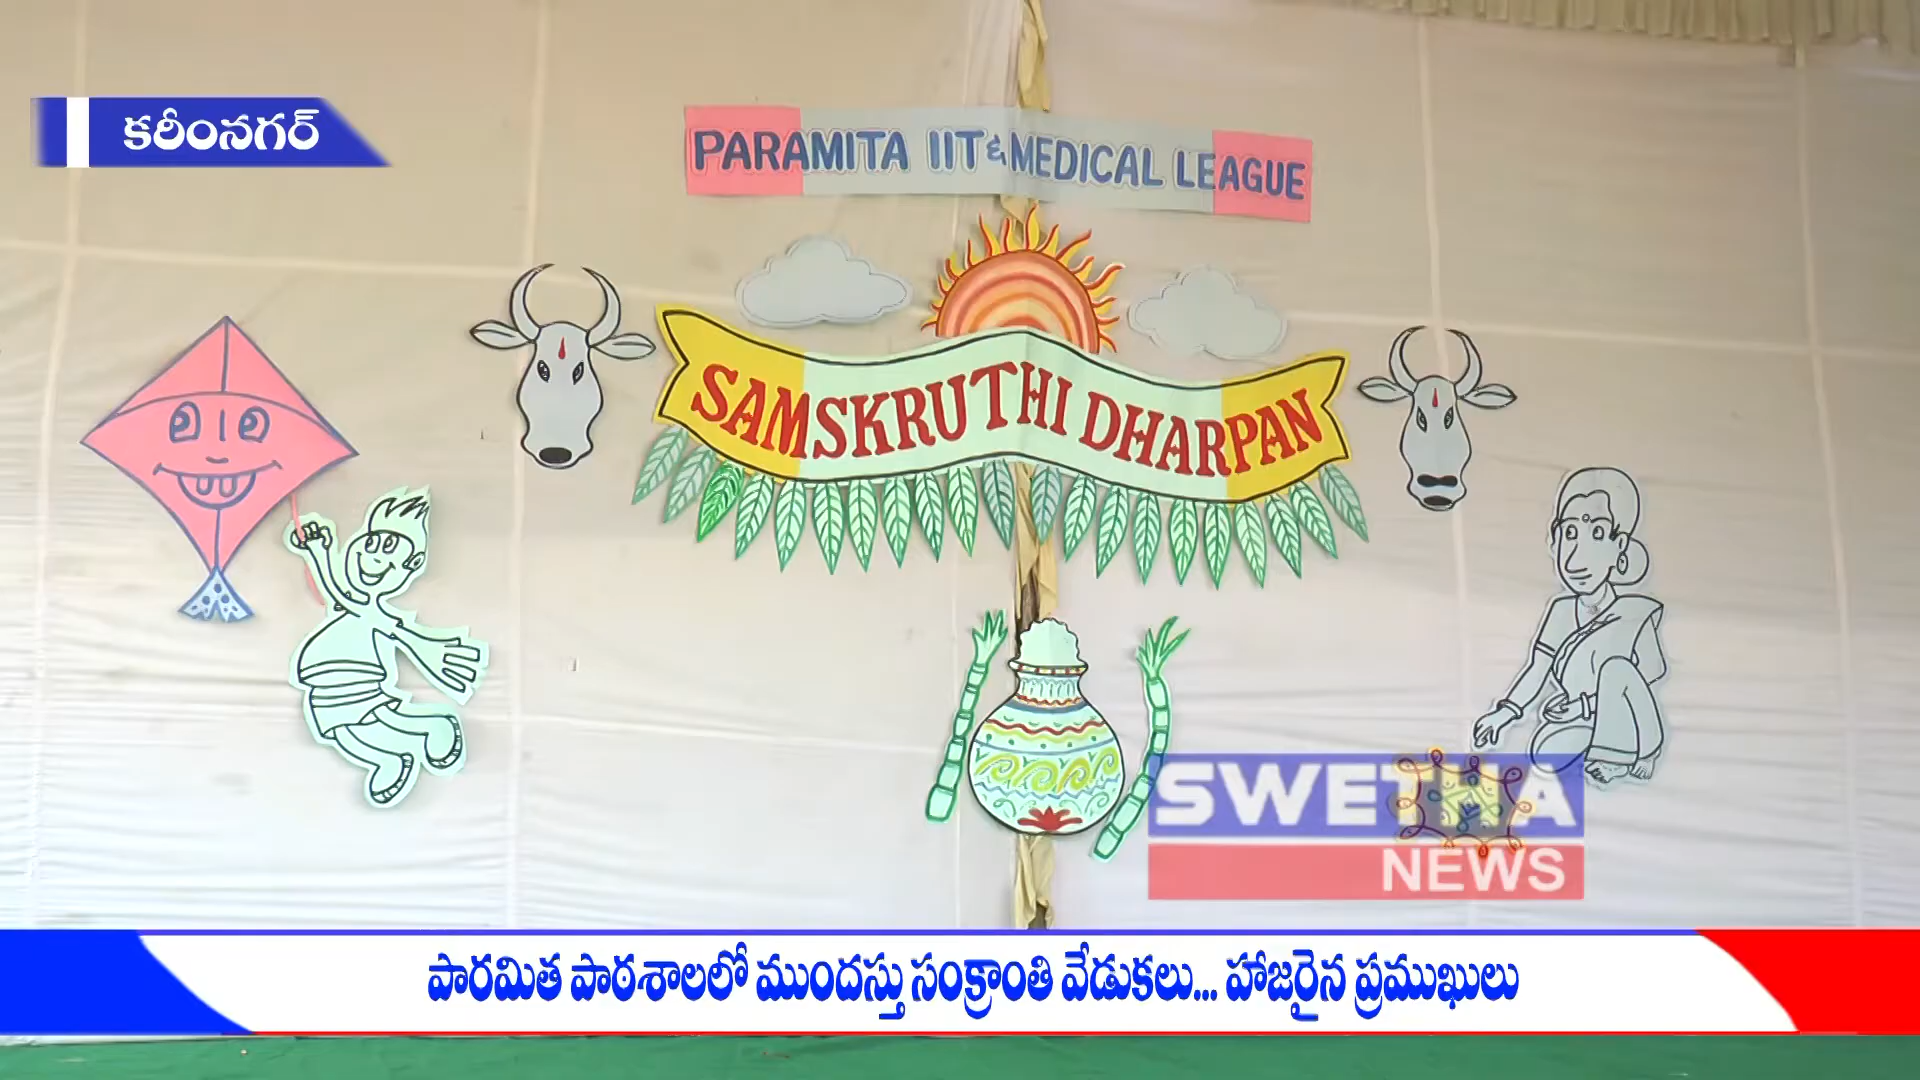 కరీంనగర్
PARAMITA IIT & MEDICAL LEAGUE
SAMSKRUTHI DHARPAN
SWETHA
NEWS
పారమిత పాఠశాలలో ముందస్తు సంక్రాంతి వేడుకలు... హాజరైన ప్రముఖులు